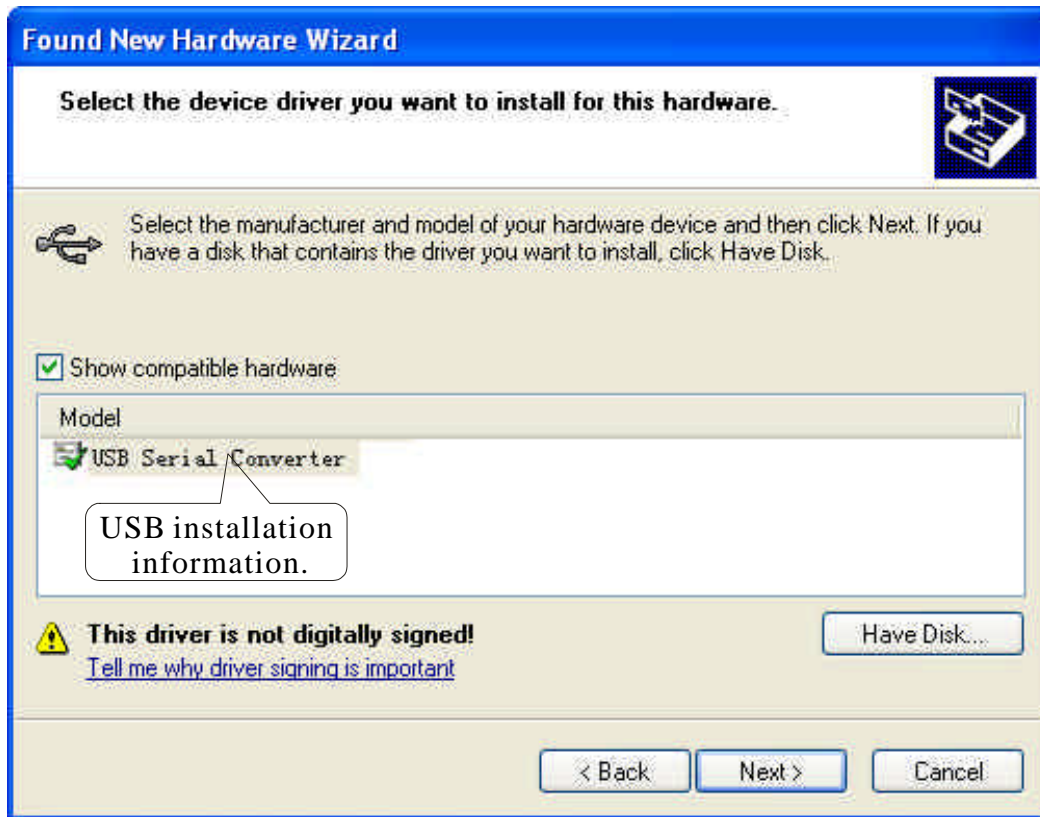 Found New Hardware Wizard
Select the device driver you want to install for this hardware.
Select the manufacturer and model of your hardware device and then click Next. If you
have a disk that contains the driver you want to install, click Have Disk.
Show compatible hardware
Model
USB Serial Converter
USB installation
information.
This driver is not digitally signed!
Have Disk...
Tell me why driver signing is important
< Back
Next >
Cancel